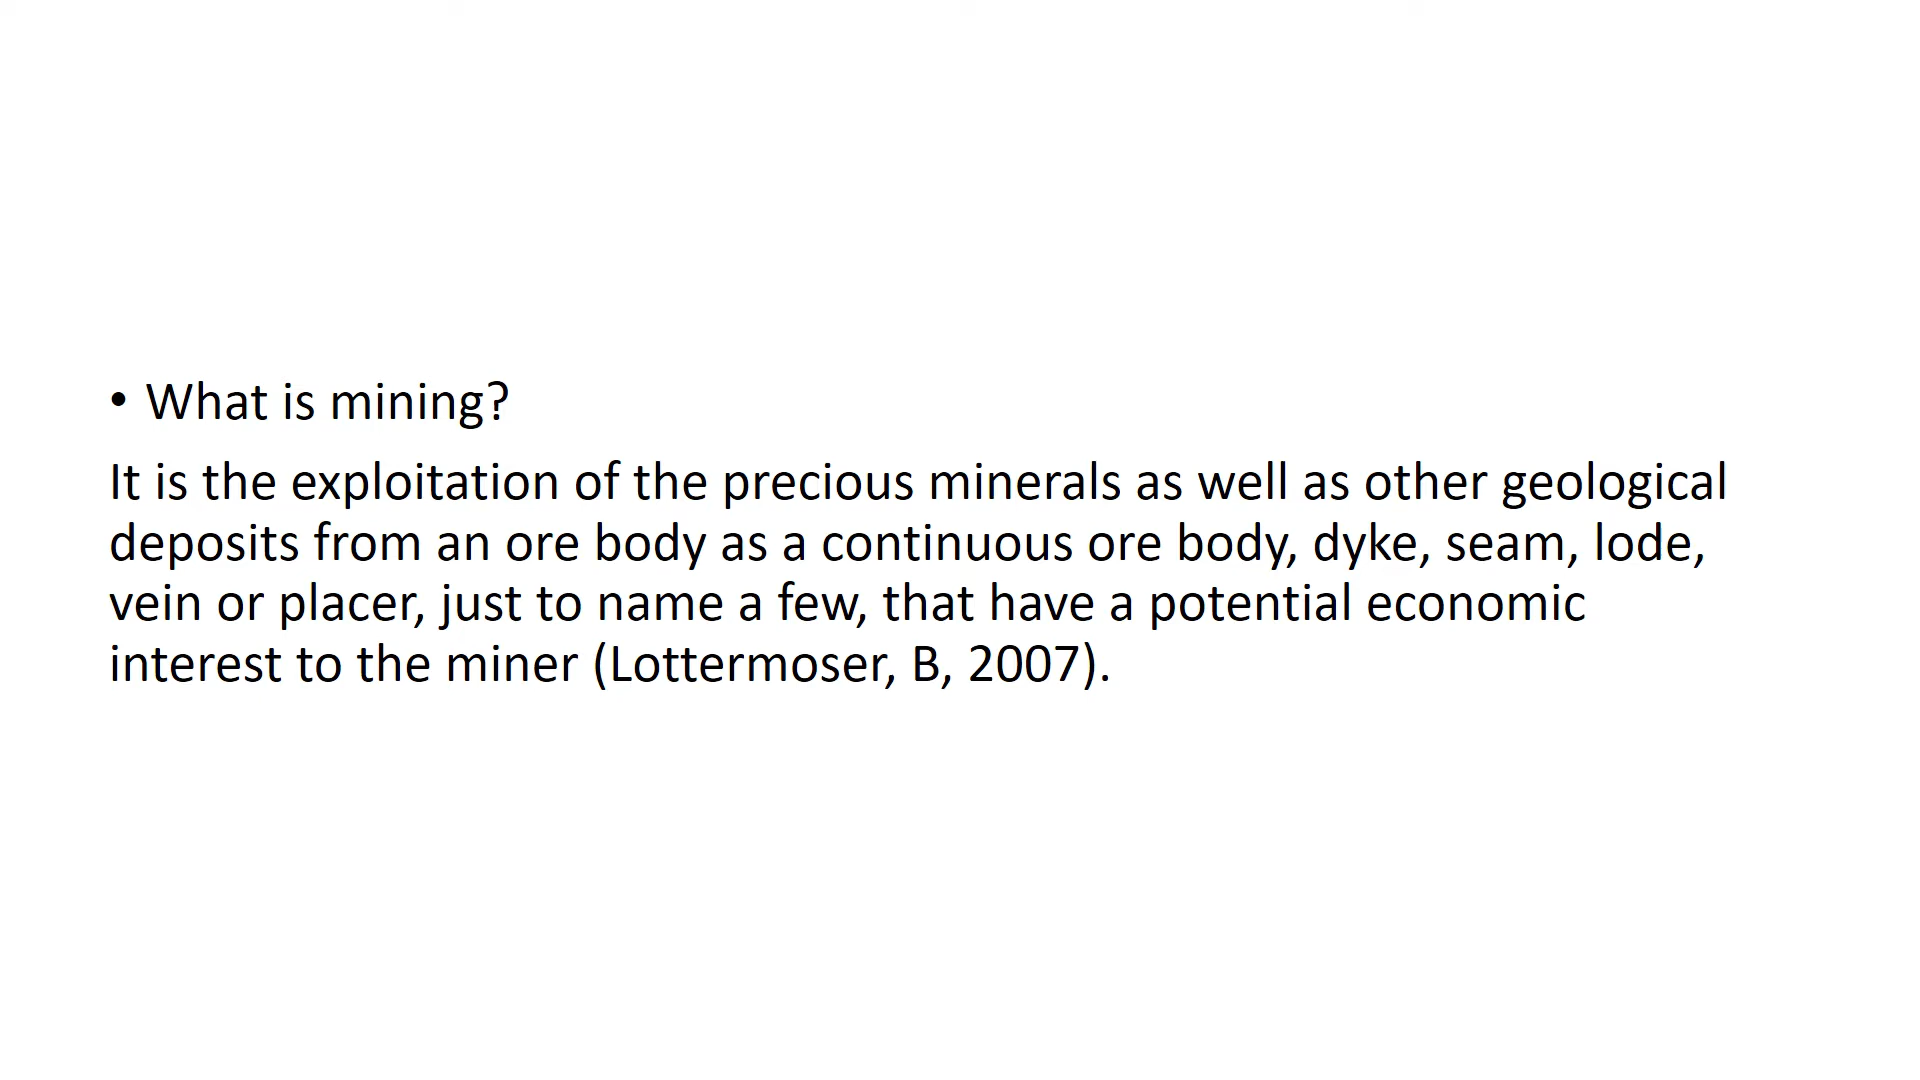 • What is mining?
It is the exploitation of the precious minerals as well as other geological
deposits from an ore body as a continuous ore body, dyke, seam, lode,
vein or placer, just to name a few, that have a potential economic
interest to the miner (Lottermoser, B, 2007).